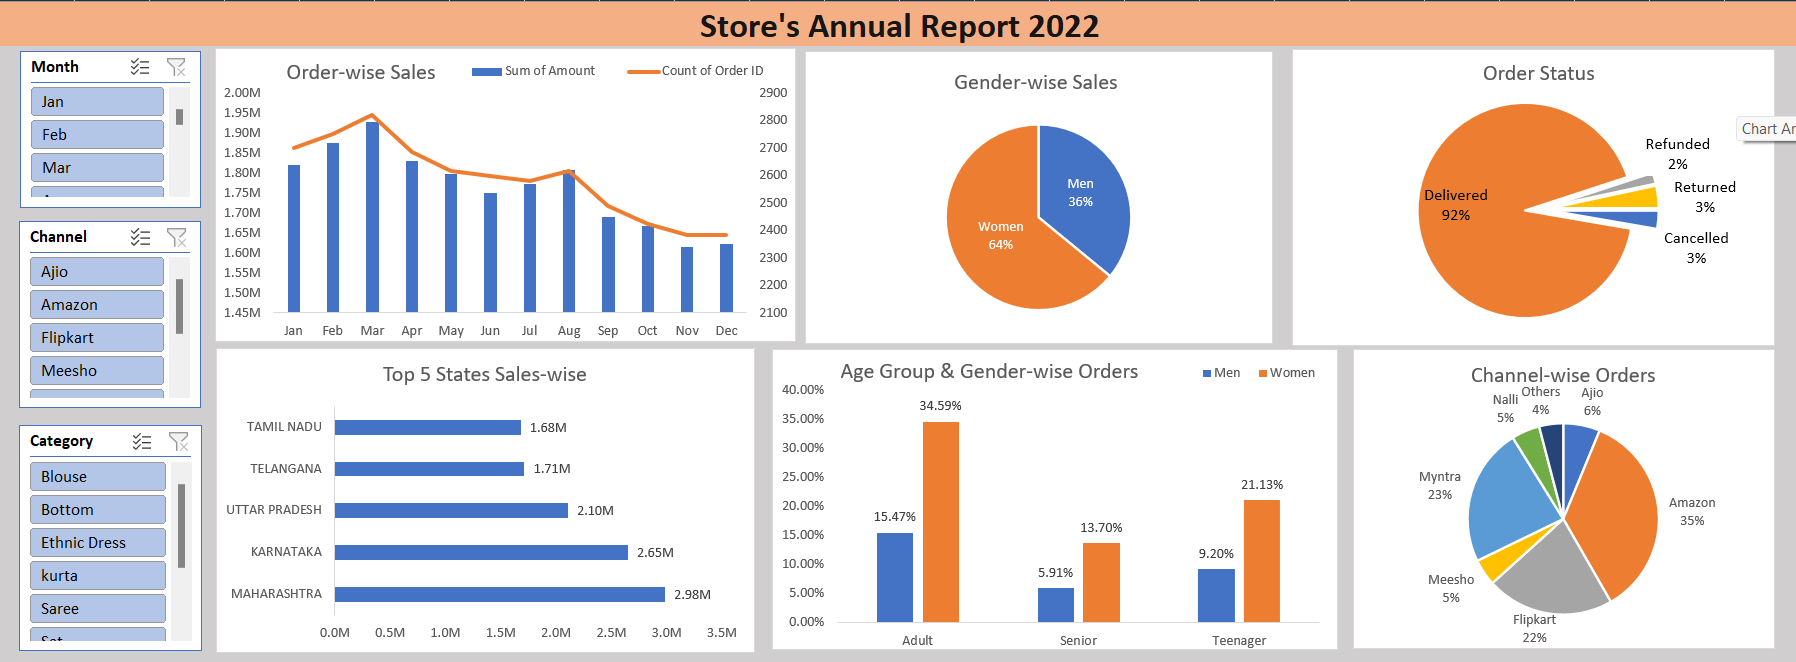 Store's Annual Report 2022
Month
Jan
Feb
Mar
Channel
Ajio
Amazon
Flipkart
Meesho
Category
Blouse
Bottom
Ethnic Dress
kurta
Saree
Set
Order-wise Sales
Sum of Amount
Count of Order ID
2.00M
1.95M
1.90M
1.85M
1.80M
1.75M
1.70M
1.65M
1.60M
1.55M
1.50M
1.45M
2900
2800
2700
2600
2500
2400
2300
2200
2100
Jan Feb Mar Apr May Jun Jul Aug Sep Oct Nov Dec
Gender-wise Sales
Men
36%
Women
64%
Order Status
Chart Ar
Refunded
2%
Returned
3%
Delivered
92%
Cancelled
3%
Top 5 States Sales-wise
TAMIL NADU 1.68M
TELANGANA 1.71M
UTTAR PRADESH 2.10M
KARNATAKA 2.65M
MAHARASHTRA 2.98M
0.0M 0.5M 1.0M 1.5M 2.0M 2.5M 3.0M 3.5M
Age Group & Gender-wise Orders
Men
Women
40.00%
35.00%
30.00%
25.00%
20.00%
15.00%
10.00%
5.00%
0.00%
15.47%
34.59%
5.91%
13.70%
9.20%
21.13%
Adult Senior Teenager
Channel-wise Orders
Nalli
5%
Others
4%
Ajio
6%
Myntra
23%
Amazon
35%
Meesho
5%
Flipkart
22%